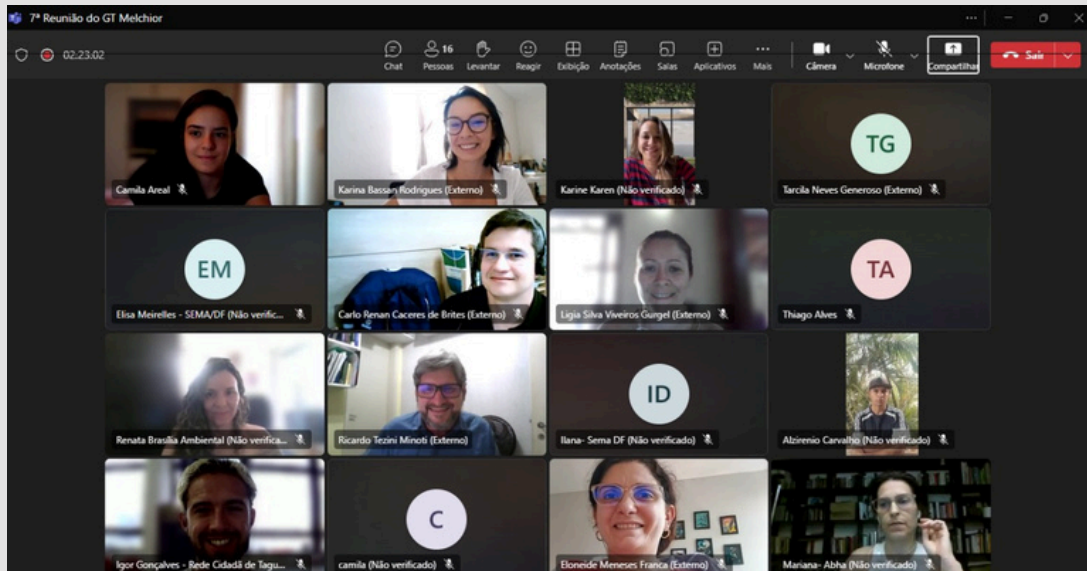 7ª Reunião do GT Melchior
02:23:02
16
Chat Pessoas Levantar Reagir Exibição Anotações Salas Aplicativos Mais Câmera Microfone Compartilhar Sair
Camila Areal
Karina Bassan Rodrigues (Externo)
Karine Karen (Não verificado)
TG
Tarcila Neves Generoso (Externo)
EM
Elisa Meirelles - SEMA/DF (Não verific...
Carlo Renan Caceres de Brites (Externo)
Ligia Silva Viveiros Gurgel (Externo)
TA
Thiago Alves
Renata Brasília Ambiental (Não verifica...
Ricardo Tezini Minoti (Externo)
ID
Ilana- Sema DF (Não verificado)
Alzirenio Carvalho (Não verificado)
Igor Gonçalves - Rede Cidadã de Tagu...
C
camila (Não verificado)
Eloneide Meneses Franca (Externo)
Mariana- Abha (Não verificado)